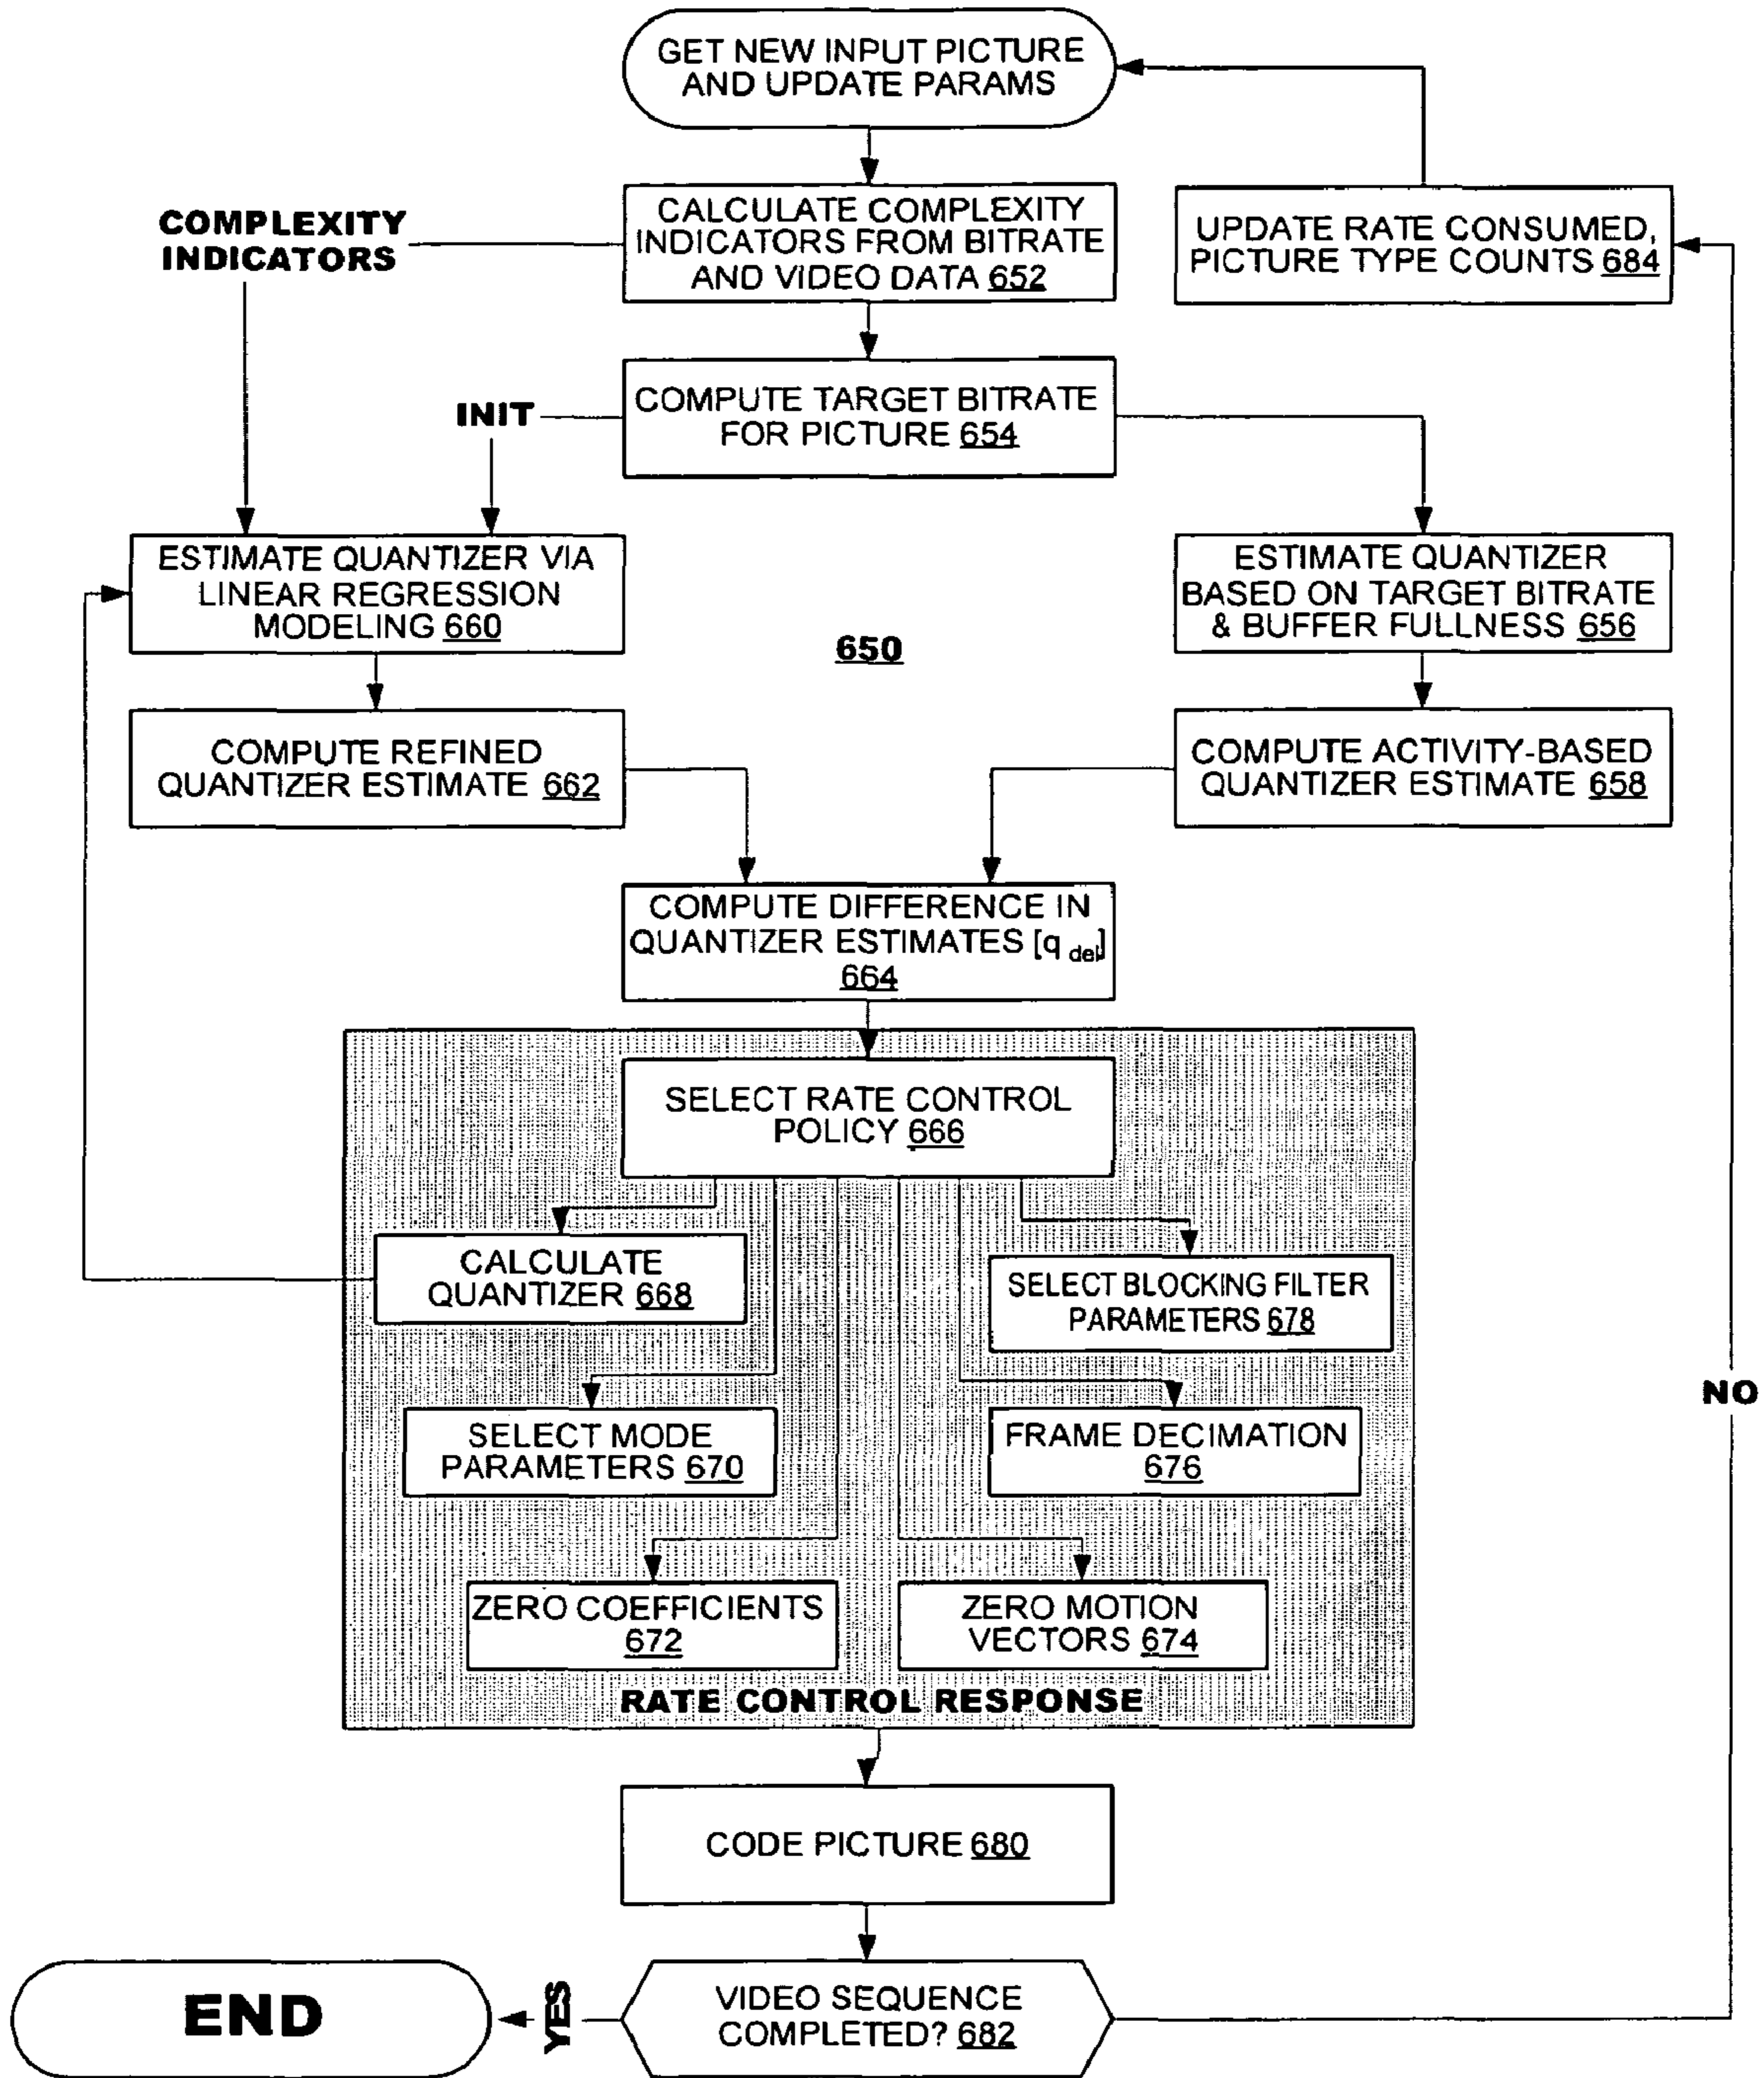 GET NEW INPUT PICTURE
AND UPDATE PARAMS
CALCULATE COMPLEXITY
INDICATORS FROM BITRATE
AND VIDEO DATA 652
COMPLEXITY
INDICATORS
UPDATE RATE CONSUMED,
PICTURE TYPE COUNTS 684
COMPUTE TARGET BITRATE
FOR PICTURE 654
INIT
ESTIMATE QUANTIZER VIA
LINEAR REGRESSION
MODELING 660
650
ESTIMATE QUANTIZER
BASED ON TARGET BITRATE
& BUFFER FULLNESS 656
COMPUTE REFINED
QUANTIZER ESTIMATE 662
COMPUTE ACTIVITY-BASED
QUANTIZER ESTIMATE 658
COMPUTE DIFFERENCE IN
QUANTIZER ESTIMATES [q del]
664
SELECT RATE CONTROL
POLICY 666
CALCULATE
QUANTIZER 668
SELECT BLOCKING FILTER
PARAMETERS 678
SELECT MODE
PARAMETERS 670
FRAME DECIMATION
676
NO
ZERO COEFFICIENTS
672
ZERO MOTION
VECTORS 674
RATE CONTROL RESPONSE
CODE PICTURE 680
VIDEO SEQUENCE
COMPLETED? 682
YES
END